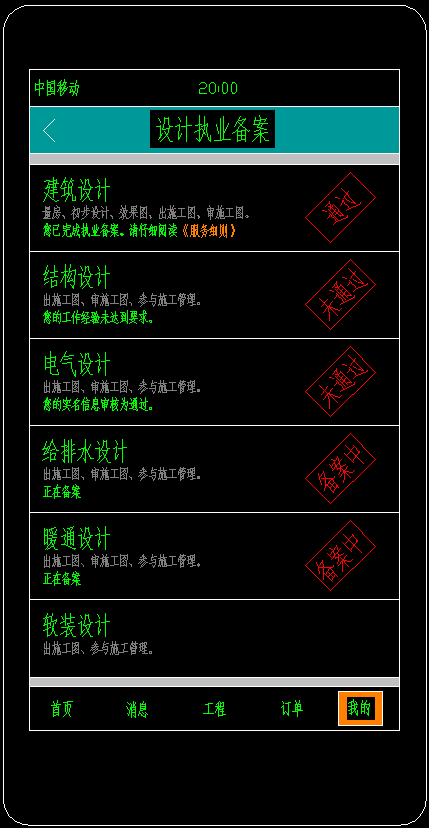 中国移动 20:00
设计执业备案
建筑设计
量房、初步设计、效果图、出施工图、审施工图。
您已完成执业备案。请仔细阅读《服务细则》
通过
结构设计
出施工图、审施工图、参与施工管理。
您的工作经验未达到要求。
未通过
电气设计
出施工图、审施工图、参与施工管理。
您的实名信息审核为通过。
未通过
给排水设计
出施工图、审施工图、参与施工管理。
正在备案
备案中
暖通设计
出施工图、审施工图、参与施工管理。
正在备案
备案中
软装设计
出施工图、参与施工管理。
首页 消息 工程 订单 我的